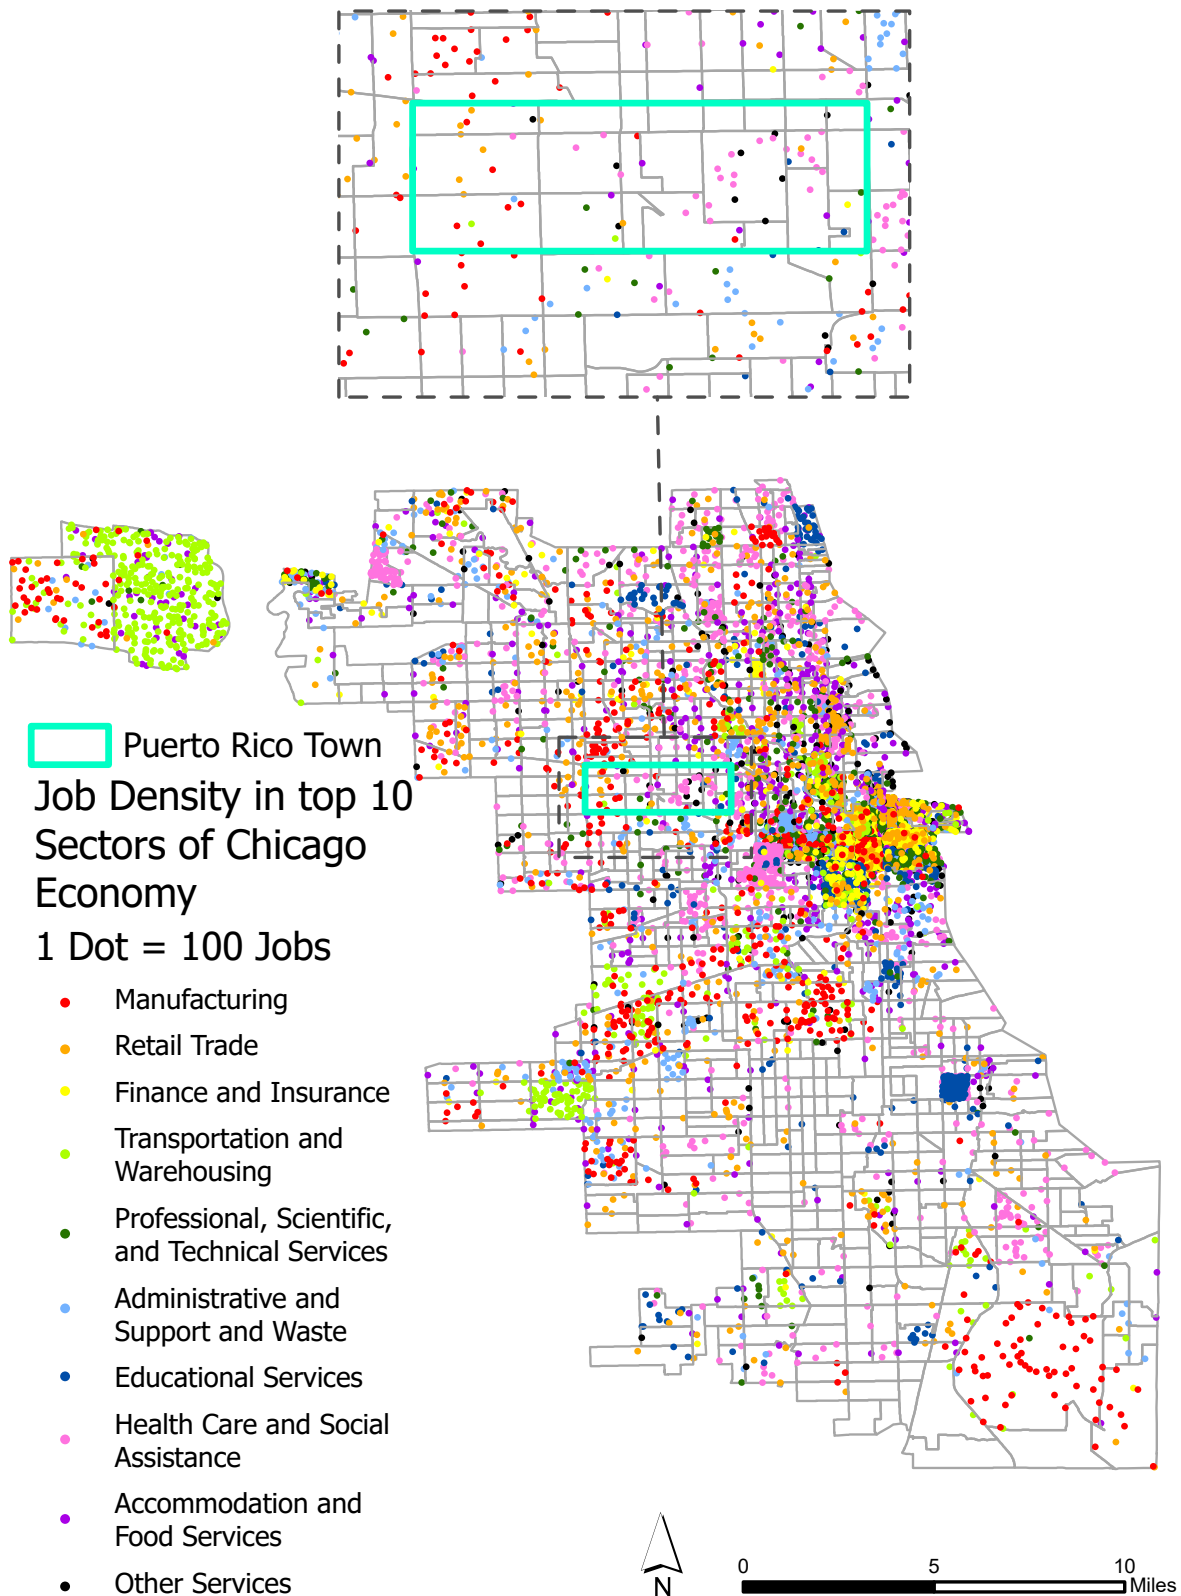 Puerto Rico Town
Job Density in top 10
Sectors of Chicago
Economy
1 Dot = 100 Jobs
Manufacturing
Retail Trade
Finance and Insurance
Transportation and
Warehousing
Professional, Scientific,
and Technical Services
Administrative and
Support and Waste
Educational Services
Health Care and Social
Assistance
Accommodation and
Food Services
Other Services
N
0 5 10
Miles